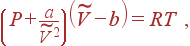 (P + a/Ṽ²)(Ṽ − b) = RT ,